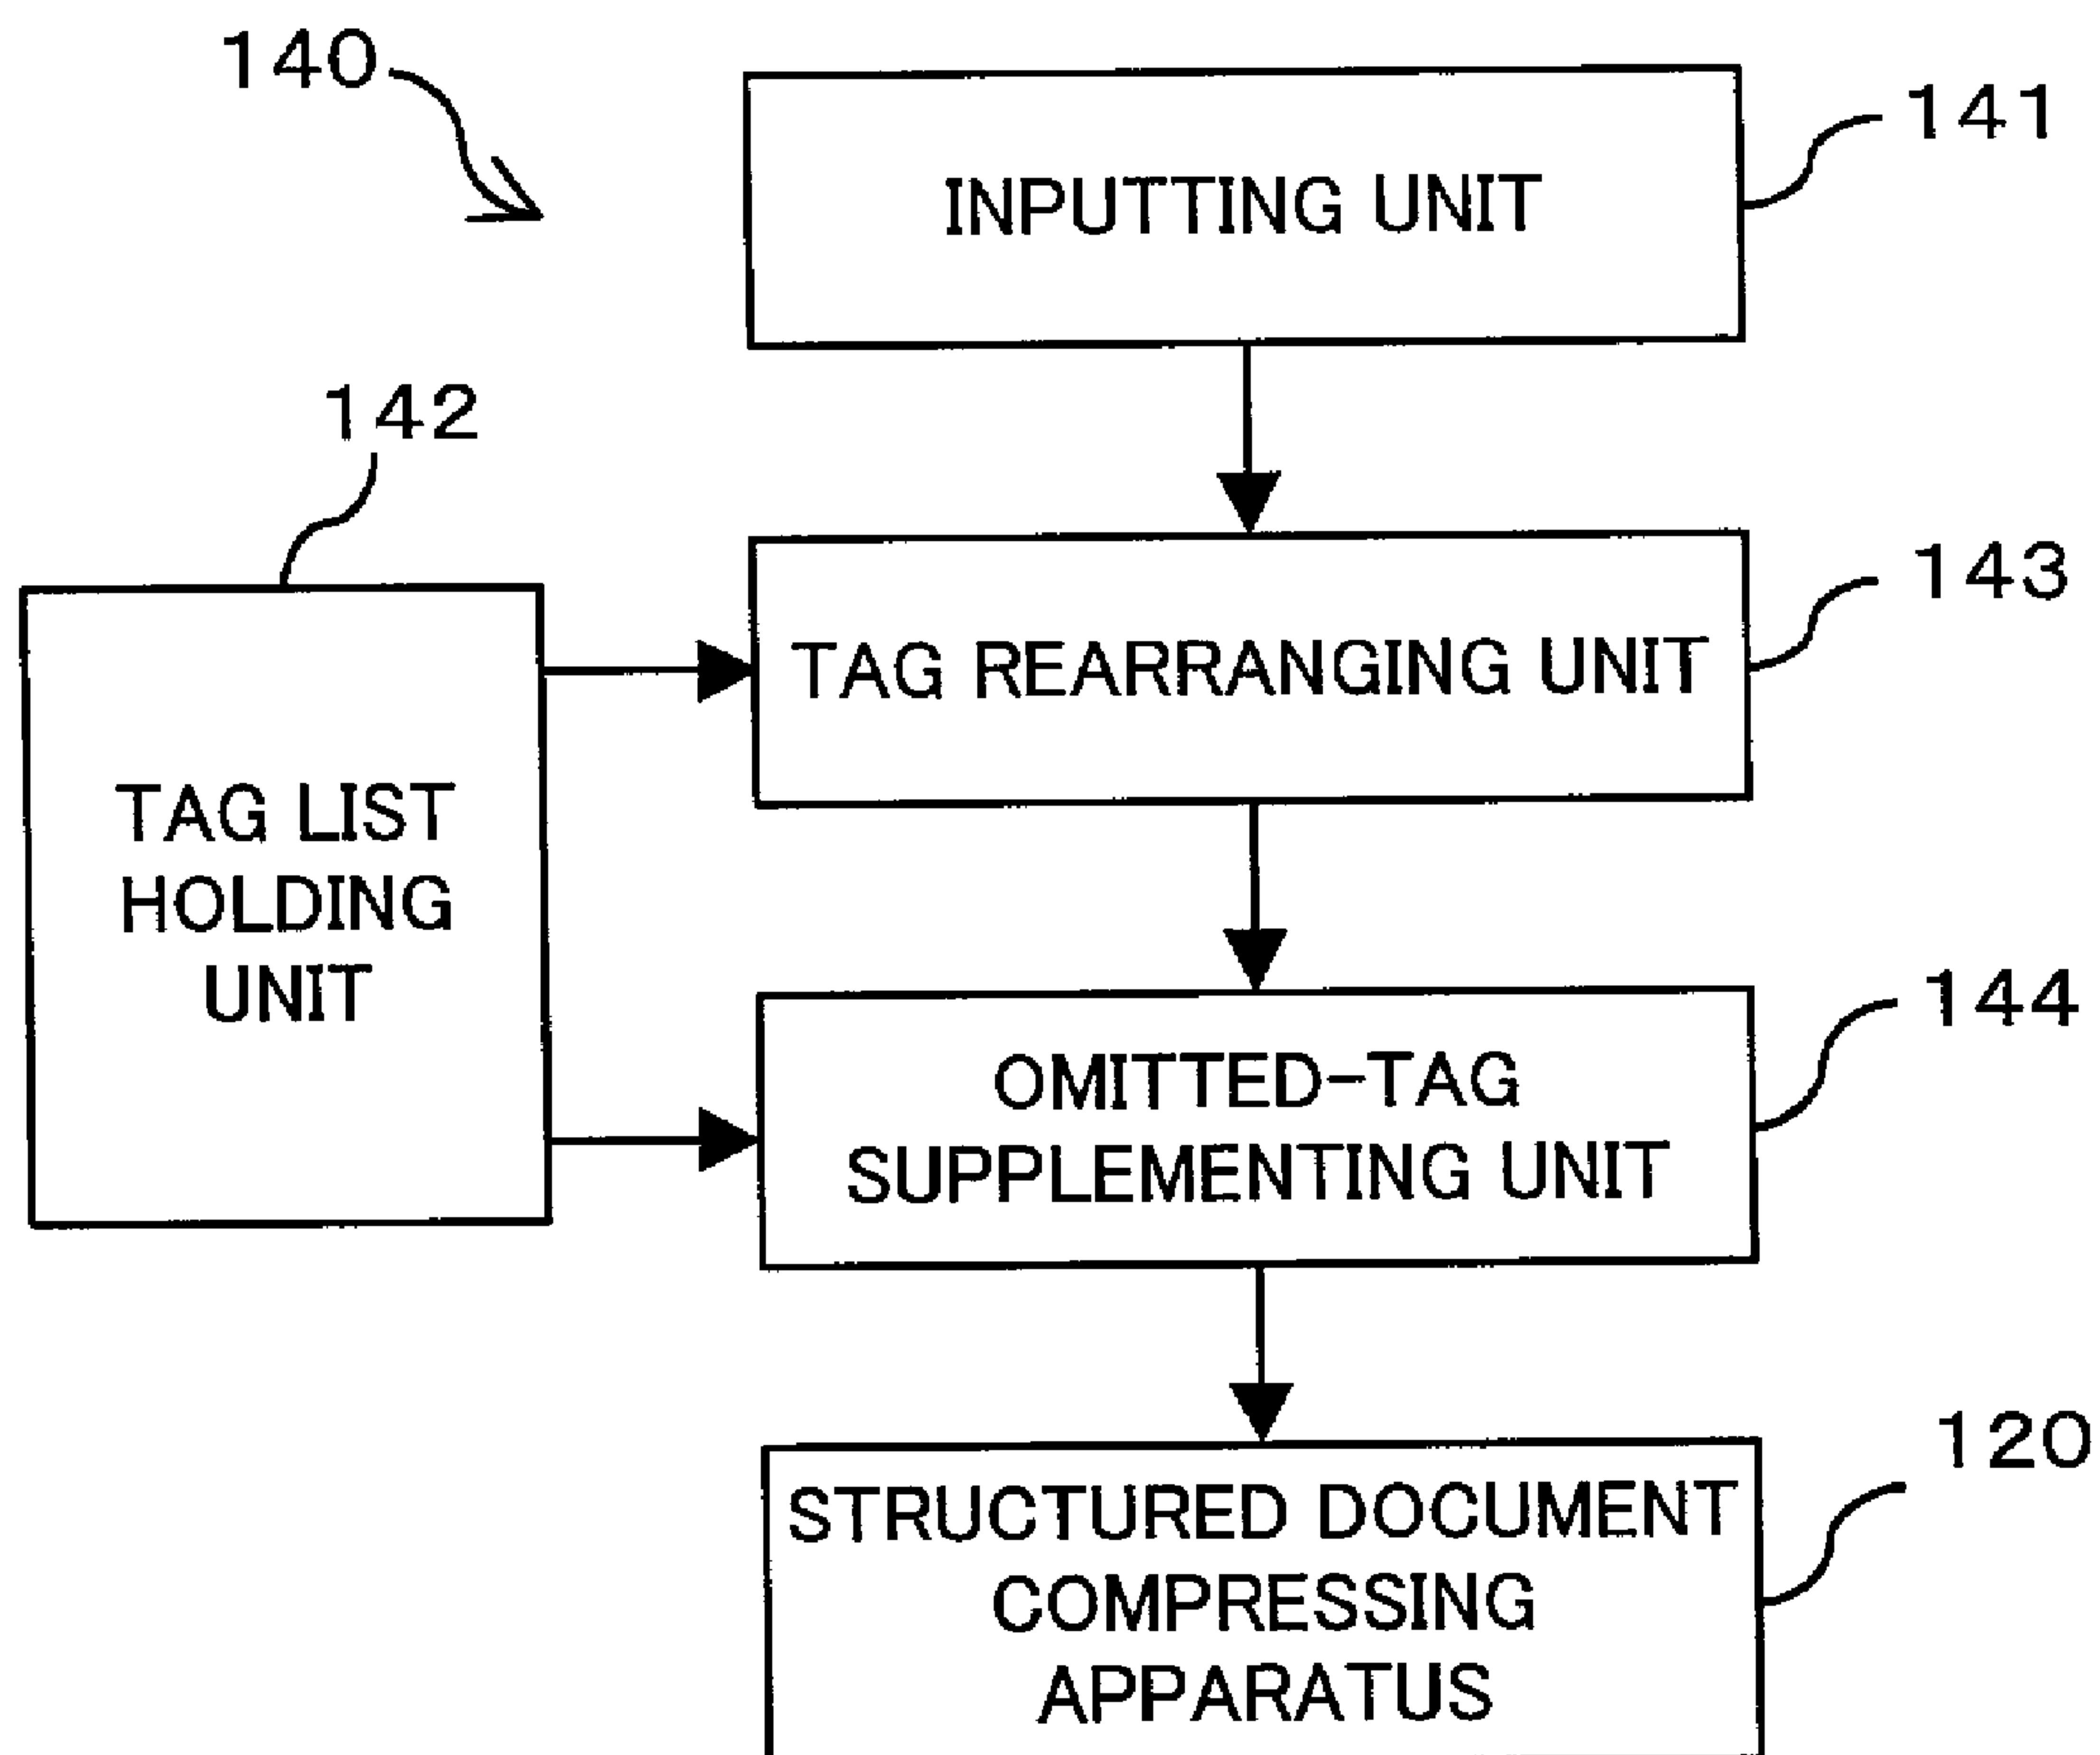 140
141
INPUTTING UNIT
142
143
TAG REARRANGING UNIT
TAG LIST
HOLDING
UNIT
144
OMITTED-TAG
SUPPLEMENTING UNIT
120
STRUCTURED DOCUMENT
COMPRESSING
APPARATUS